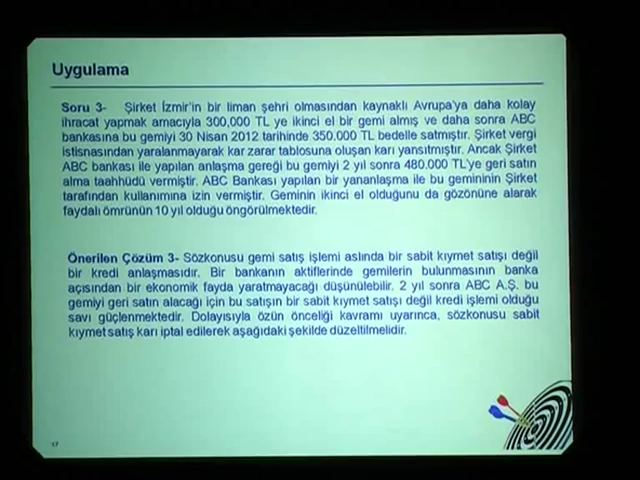 Uygulama
Soru 3- Şirket İzmir'in bir liman şehri olmasından kaynaklı Avrupa'ya daha kolay
ihracat yapmak amacıyla 300,000 TL ye ikinci el bir gemi almış ve daha sonra ABC
bankasına bu gemiyi 30 Nisan 2012 tarihinde 350.000 TL bedelle satmıştır. Şirket vergi
istisnasından yaralanmayarak kar zarar tablosuna oluşan karı yansıtmıştır. Ancak Şirket
ABC bankası ile yapılan anlaşma gereği bu gemiyi 2 yıl sonra 480.000 TL'ye geri satın
alma taahhüdü vermiştir. ABC Bankası yapılan bir yananlaşma ile bu gemininin Şirket
tarafından kullanımına izin vermiştir. Geminin ikinci el olduğunu da gözönüne alarak
faydalı ömrünün 10 yıl olduğu öngörülmektedir.
Önerilen Çözüm 3- Sözkonusu gemi satış işlemi aslında bir sabit kıymet satışı değil
bir kredi anlaşmasıdır. Bir bankanın aktiflerinde gemilerin bulunmasının banka
açısından bir ekonomik fayda yaratmayacağı düşünülebilir. 2 yıl sonra ABC A.Ş. bu
gemiyi geri satın alacağı için bu satışın bir sabit kıymet satışı değil kredi işlemi olduğu
savı güçlenmektedir. Dolayısıyla özün önceliği kavramı uyarınca, sözkonusu sabit
kıymet satış karı iptal edilerek aşağıdaki şekilde düzeltilmelidir.
17